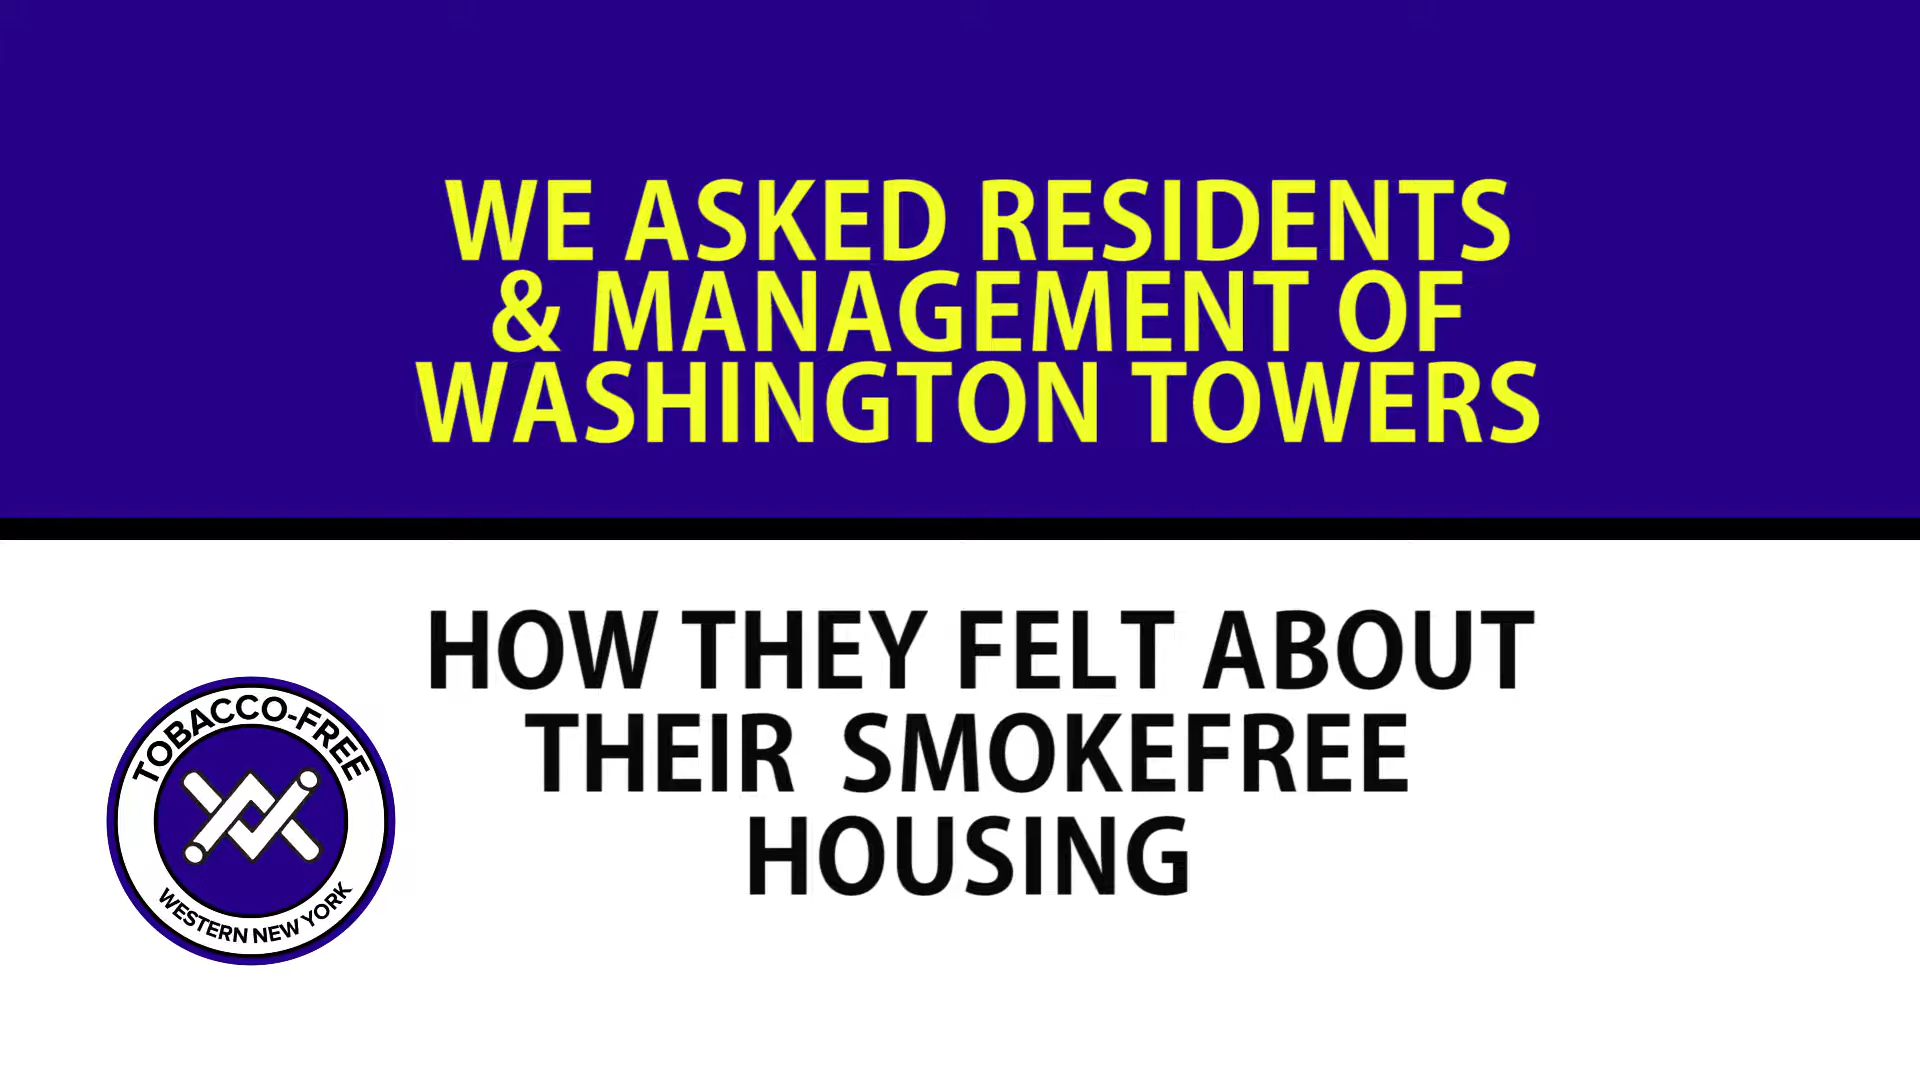 WE ASKED RESIDENTS
& MANAGEMENT OF
WASHINGTON TOWERS
HOW THEY FELT ABOUT
THEIR SMOKEFREE
HOUSING
TOBACCO-FREE
WESTERN NEW YORK